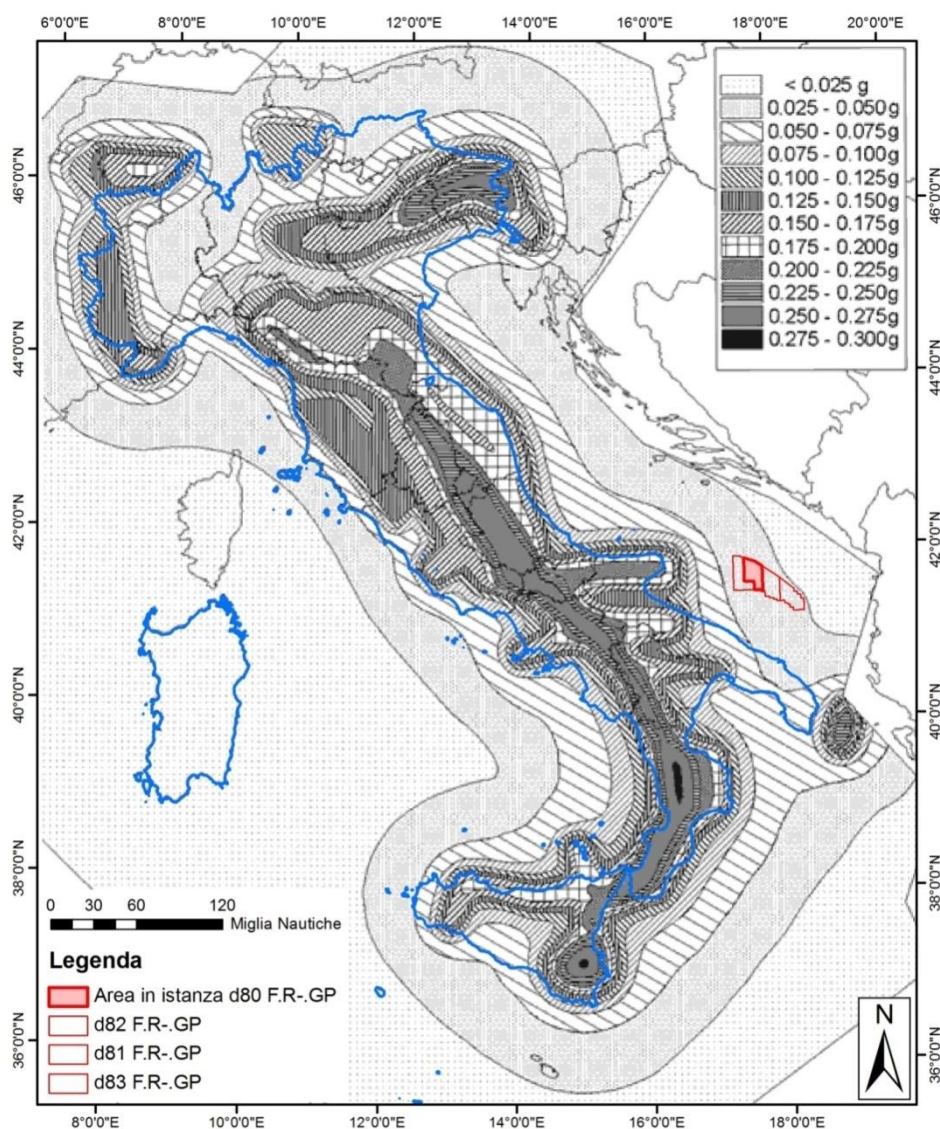 6°0'0"E 8°0'0"E 10°0'0"E 12°0'0"E 14°0'0"E 16°0'0"E 18°0'0"E 20°0'0"E
< 0.025 g
0.025 - 0.050g
0.050 - 0.075g
0.075 - 0.100g
0.100 - 0.125g
0.125 - 0.150g
0.150 - 0.175g
0.175 - 0.200g
0.200 - 0.225g
0.225 - 0.250g
0.250 - 0.275g
0.275 - 0.300g
46°0'0"N 46°0'0"N
44°0'0"N 44°0'0"N
42°0'0"N 42°0'0"N
40°0'0"N 40°0'0"N
38°0'0"N 38°0'0"N
36°0'0"N 36°0'0"N
0 30 60 120
Miglia Nautiche
Legenda
Area in istanza d80 F.R-.GP
d82 F.R-.GP
d81 F.R-.GP
d83 F.R-.GP
N
8°0'0"E 10°0'0"E 12°0'0"E 14°0'0"E 16°0'0"E 18°0'0"E